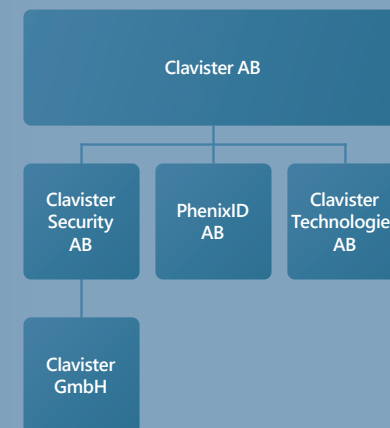 Clavister AB
Clavister
Security
AB
PhenixID
AB
Clavister
Technologie
AB
Clavister
GmbH